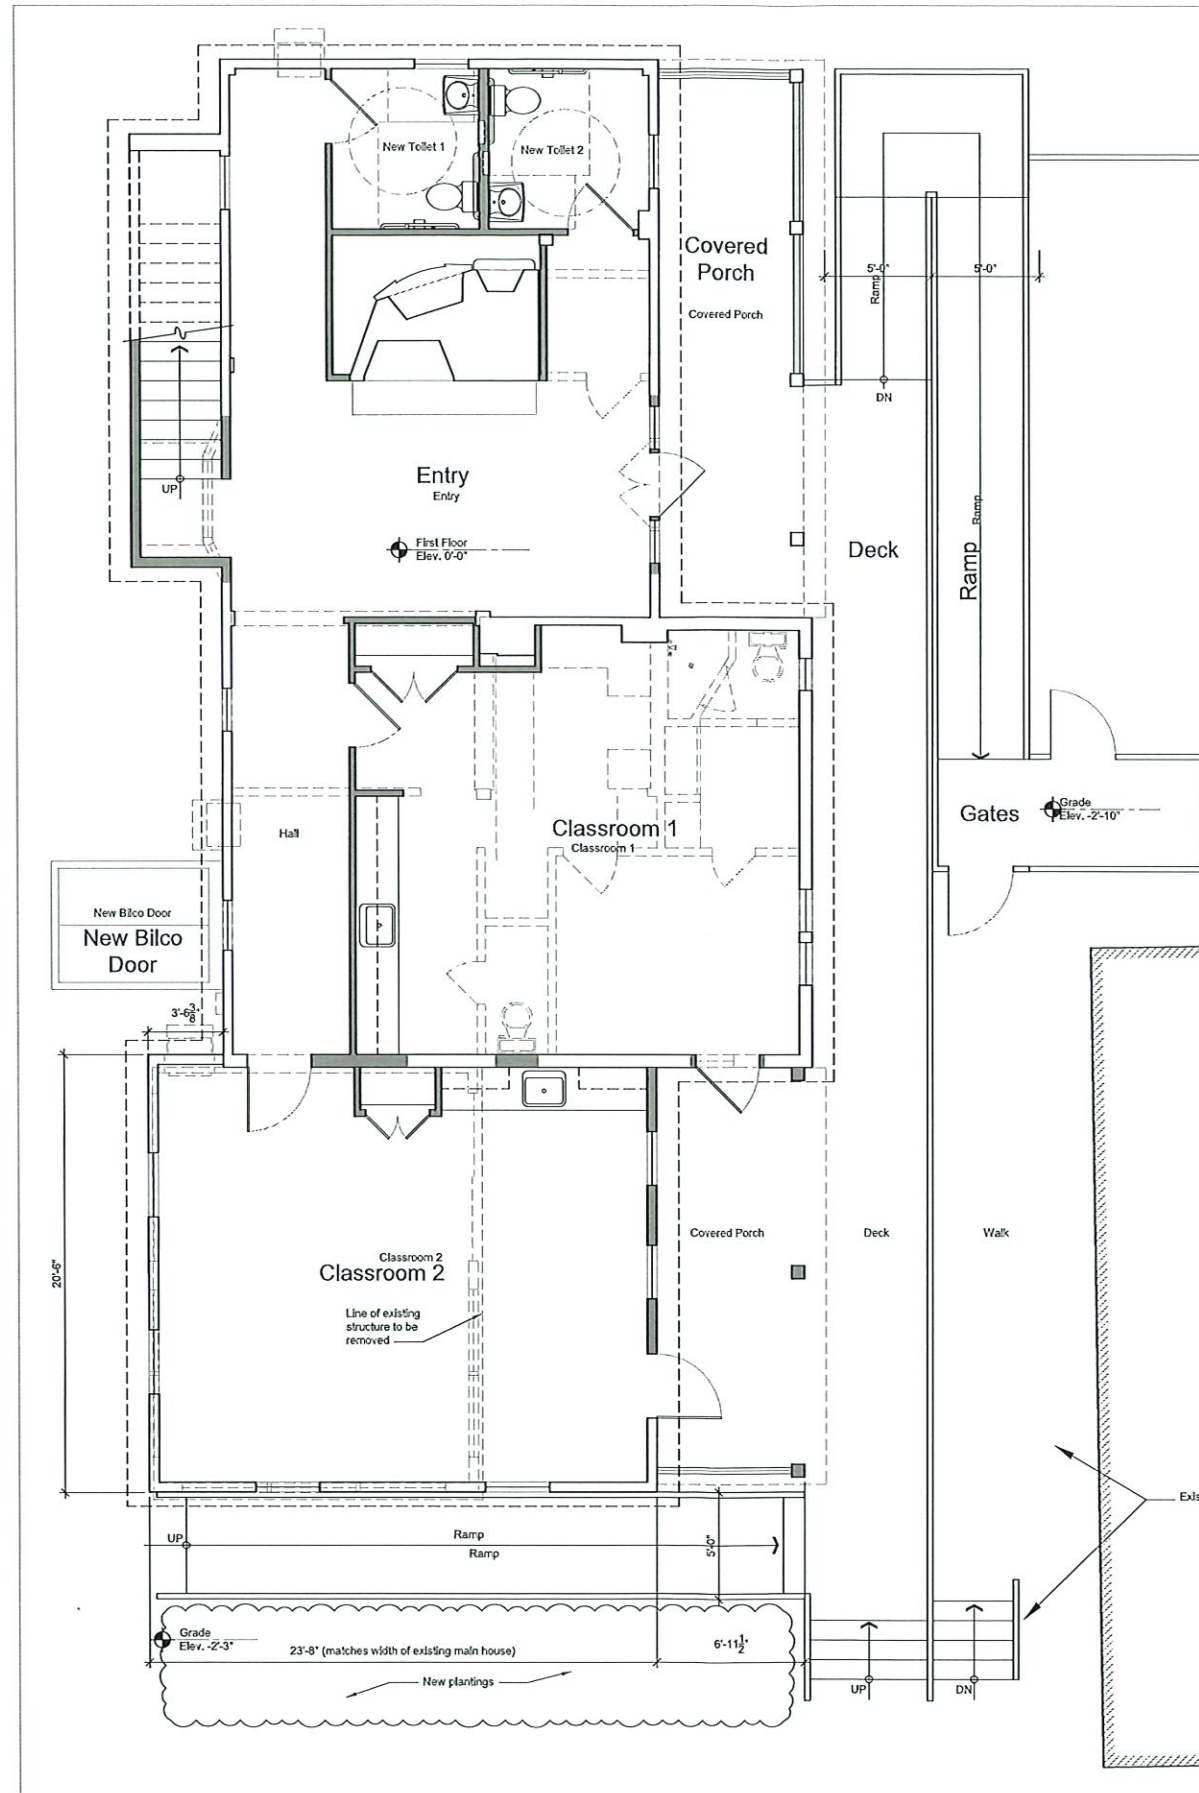 New Toilet 1
New Toilet 2
Covered
Porch
Covered Porch
5'-0"
5'-0"
Ramp
DN
Entry
Entry
UP
First Floor
Elev. 0'-0"
Deck
Ramp
Ramp
Hall
Classroom 1
Classroom 1
Gates
Grade
Elev. -2'-10"
New Bilco Door
New Bilco
Door
20'-6"
Covered Porch
Deck
Walk
Classroom 2
Classroom 2
Line of existing
structure to be
removed
UP
Ramp
Ramp
5'-0"
Grade
Elev. -2'-3"
23'-8" (matches width of existing main house)
6'-11 1/2"
New plantings
UP
DN